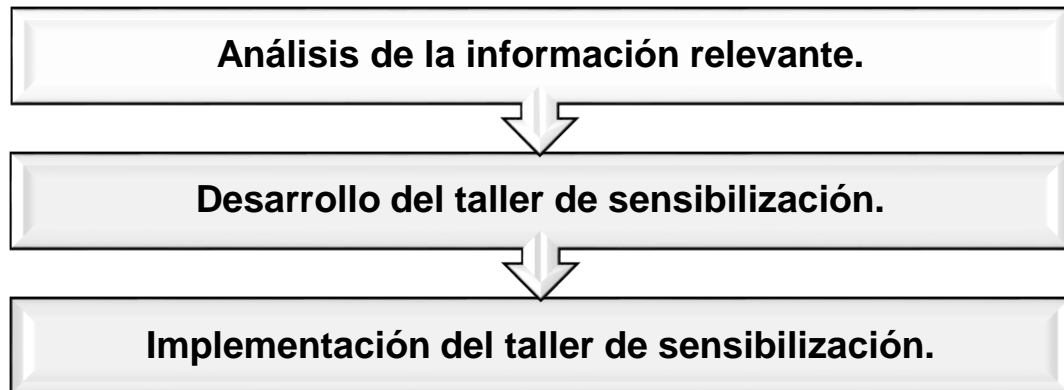 Análisis de la información relevante.
Desarrollo del taller de sensibilización.
Implementación del taller de sensibilización.